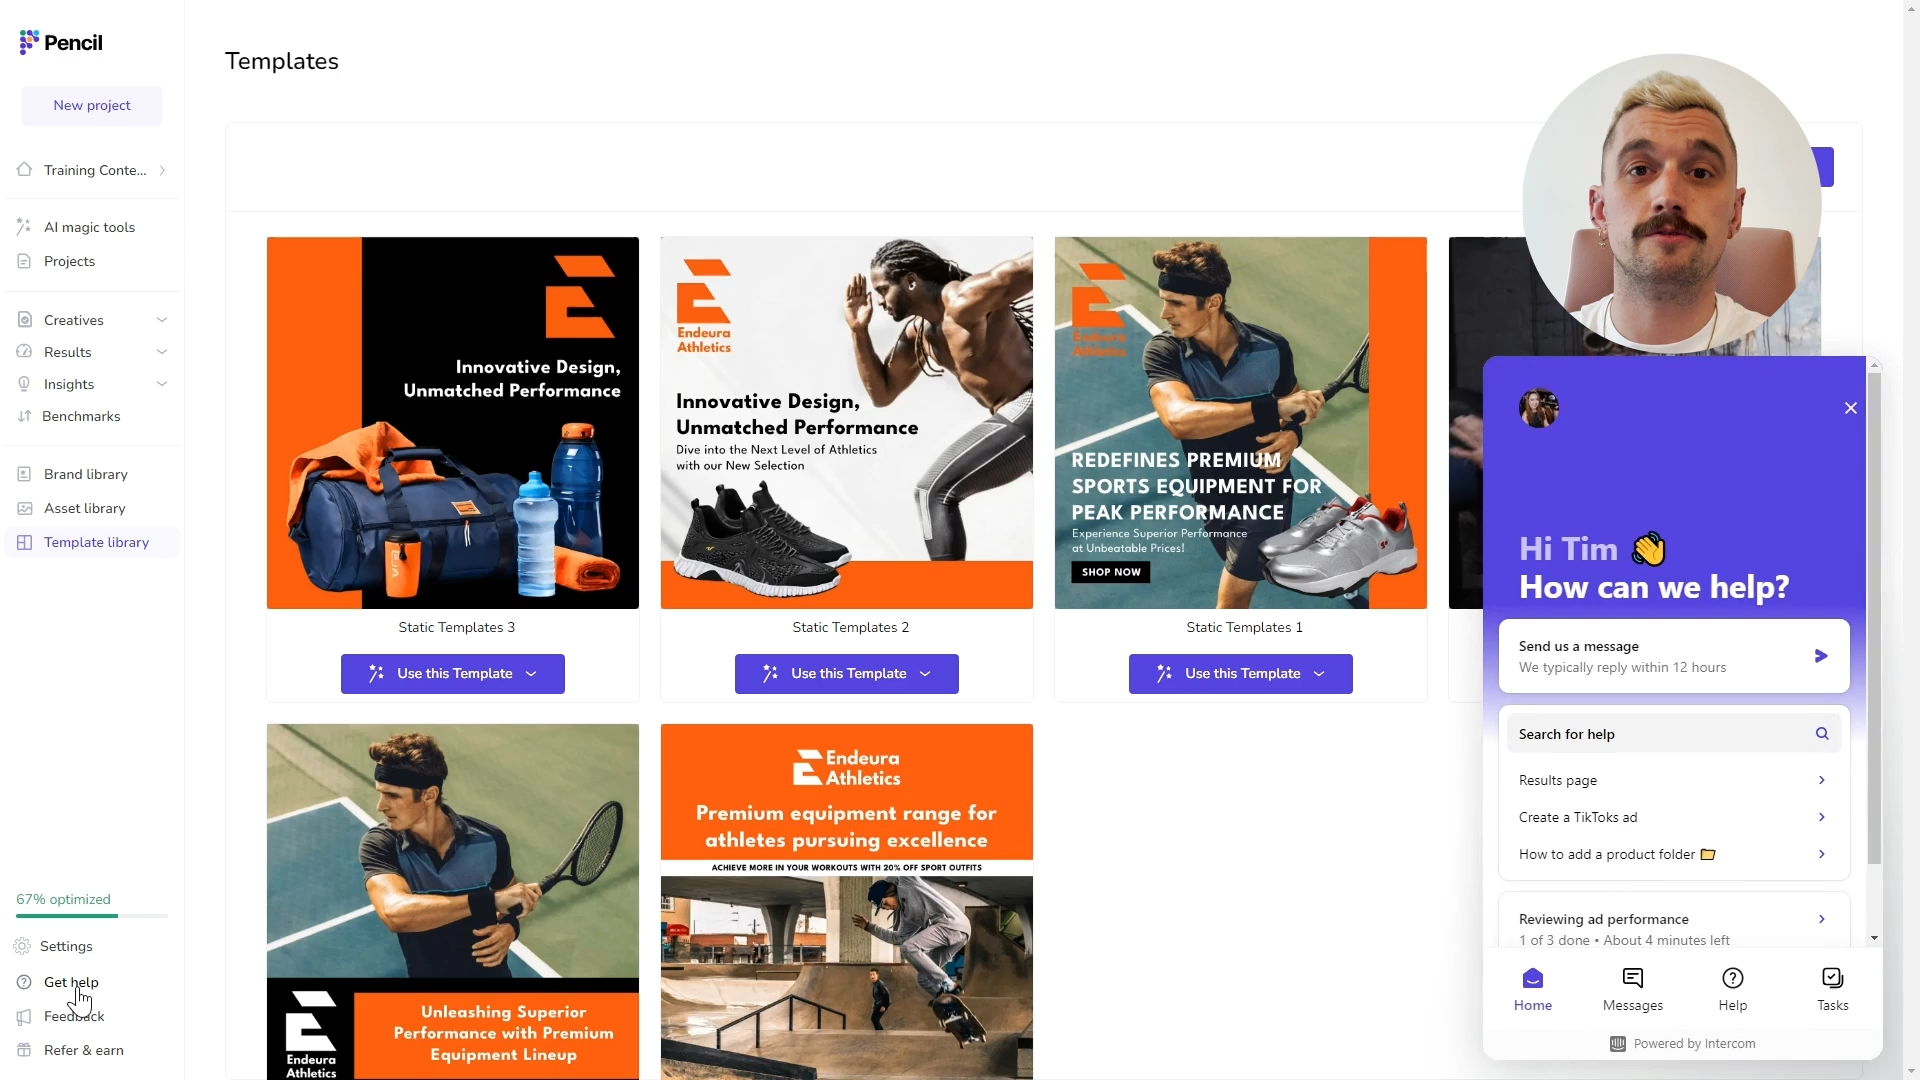 Pencil
New project
Training Conte...
AI magic tools
Projects
Creatives
Results
Insights
Benchmarks
Brand library
Asset library
Template library
67% optimized
Settings
Get help
Feedback
Refer & earn
Templates
Innovative Design,
Unmatched Performance
Static Templates 3
Use this Template
Endeura
Athletics
Innovative Design,
Unmatched Performance
Dive into the Next Level of Athletics
with our New Selection
Static Templates 2
Use this Template
Endeura
Athletics
REDEFINES PREMIUM
SPORTS EQUIPMENT FOR
PEAK PERFORMANCE
Experience Superior Performance
at Unbeatable Prices!
SHOP NOW
Static Templates 1
Use this Template
Endeura
Athletics
Unleashing Superior
Performance with Premium
Equipment Lineup
Endeura
Athletics
Premium equipment range for
athletes pursuing excellence
ACHIEVE MORE IN YOUR WORKOUTS WITH 20% OFF SPORT OUTFITS
Hi Tim 👋
How can we help?
Send us a message
We typically reply within 12 hours
Search for help
Results page
Create a TikToks ad
How to add a product folder 📁
Reviewing ad performance
1 of 3 done • About 4 minutes left
Home
Messages
Help
Tasks
Powered by Intercom